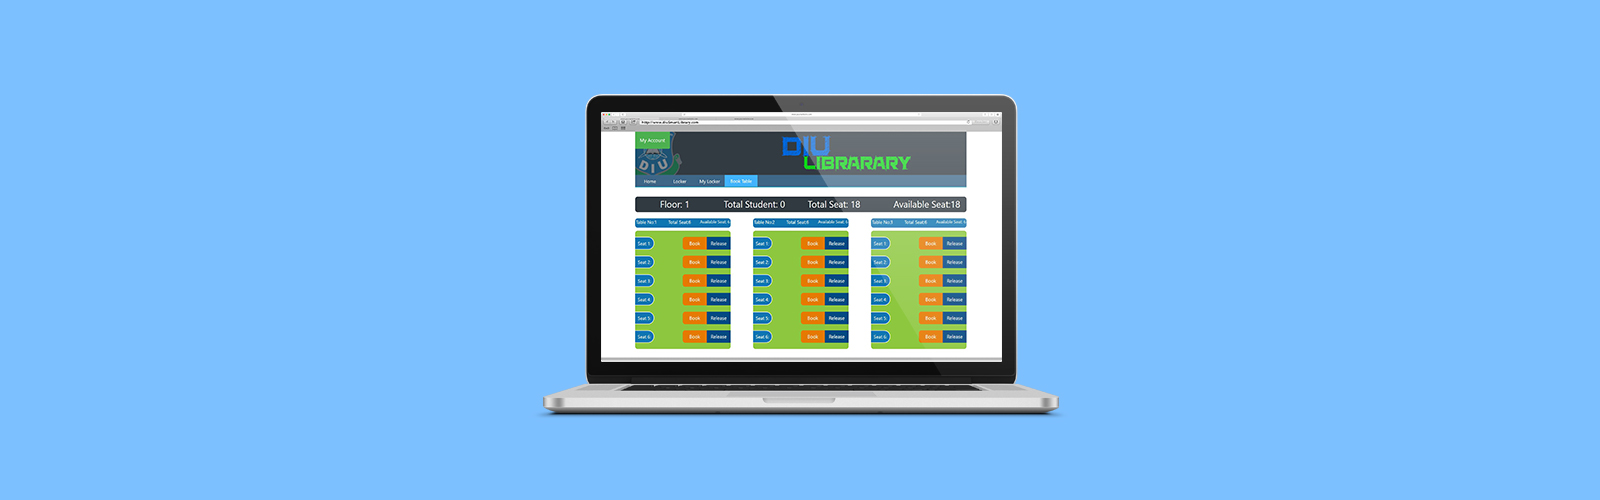 http://www.diuSmartLibrary.com
My Account
DIU
DIU
LIBRARARY
Home Locker My Locker Book Table
Floor: 1 Total Student: 0 Total Seat: 18 Available Seat:18
Table No:1 Total Seat:6 Available Seat: Table No:2 Total Seat:6 Available Seat: Table No:3 Total Seat:6 Available Seat:
Seat 1 Book Release Seat 1 Book Release Seat 1 Book Release
Seat 2 Book Release Seat 2 Book Release Seat 2 Book Release
Seat 3 Book Release Seat 3 Book Release Seat 3 Book Release
Seat 4 Book Release Seat 4 Book Release Seat 4 Book Release
Seat 5 Book Release Seat 5 Book Release Seat 5 Book Release
Seat 6 Book Release Seat 6 Book Release Seat 6 Book Release